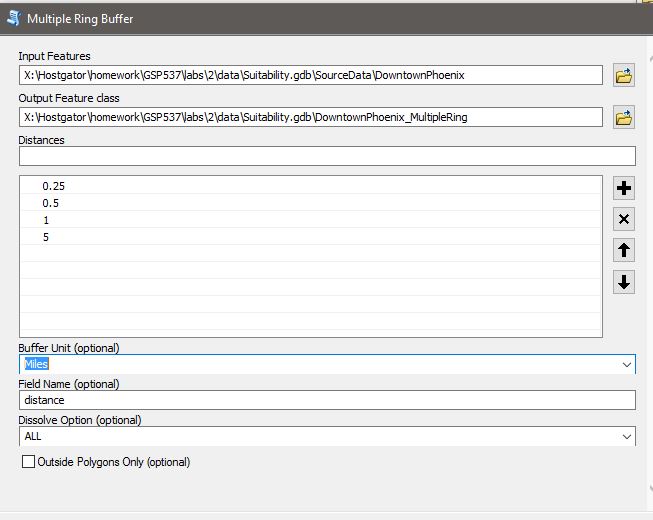 Multiple Ring Buffer
Input Features
X:\Hostgator\homework\GSP537\labs\2\data\Suitability.gdb\SourceData\DowntownPhoenix
Output Feature class
X:\Hostgator\homework\GSP537\labs\2\data\Suitability.gdb\DowntownPhoenix_MultipleRing
Distances
0.25
0.5
1
5
Buffer Unit (optional)
Miles
Field Name (optional)
distance
Dissolve Option (optional)
ALL
Outside Polygons Only (optional)